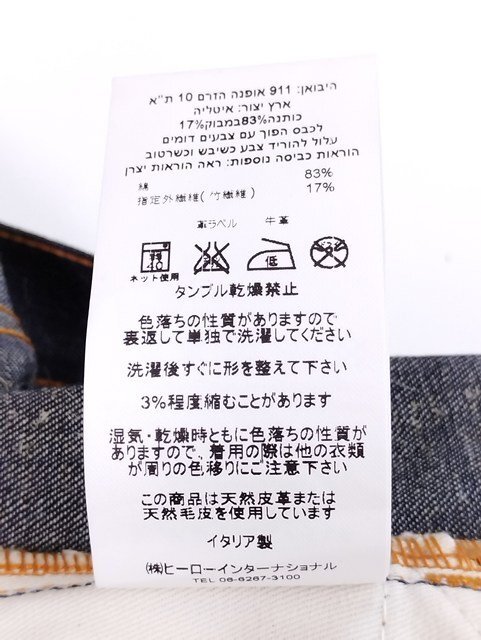 היבואן: 911 אופנה הזרם 10 ת"א
ארץ יצור: איטליה
כותנה83%במבוק17%
לכבס הפוך עם צבעים דומים
עלול להוריד צבע כשיבש וכשרטוב
הוראות כביסה נוספות: ראה הוראות יצרן
綿 83%
指定外繊維(竹繊維) 17%
革ラベル 牛革
40 低
ネット使用
タンブル乾燥禁止
色落ちの性質がありますので
裏返して単独で洗濯してください
洗濯後すぐに形を整えて下さい
3%程度縮むことがあります
湿気・乾燥時ともに色落ちの性質が
ありますので、着用の際は他の衣類
が周りの色移りにご注意下さい
この商品は天然皮革または
天然毛皮を使用しています
イタリア製
(株)ヒーローインターナショナル
TEL 06-6267-3100